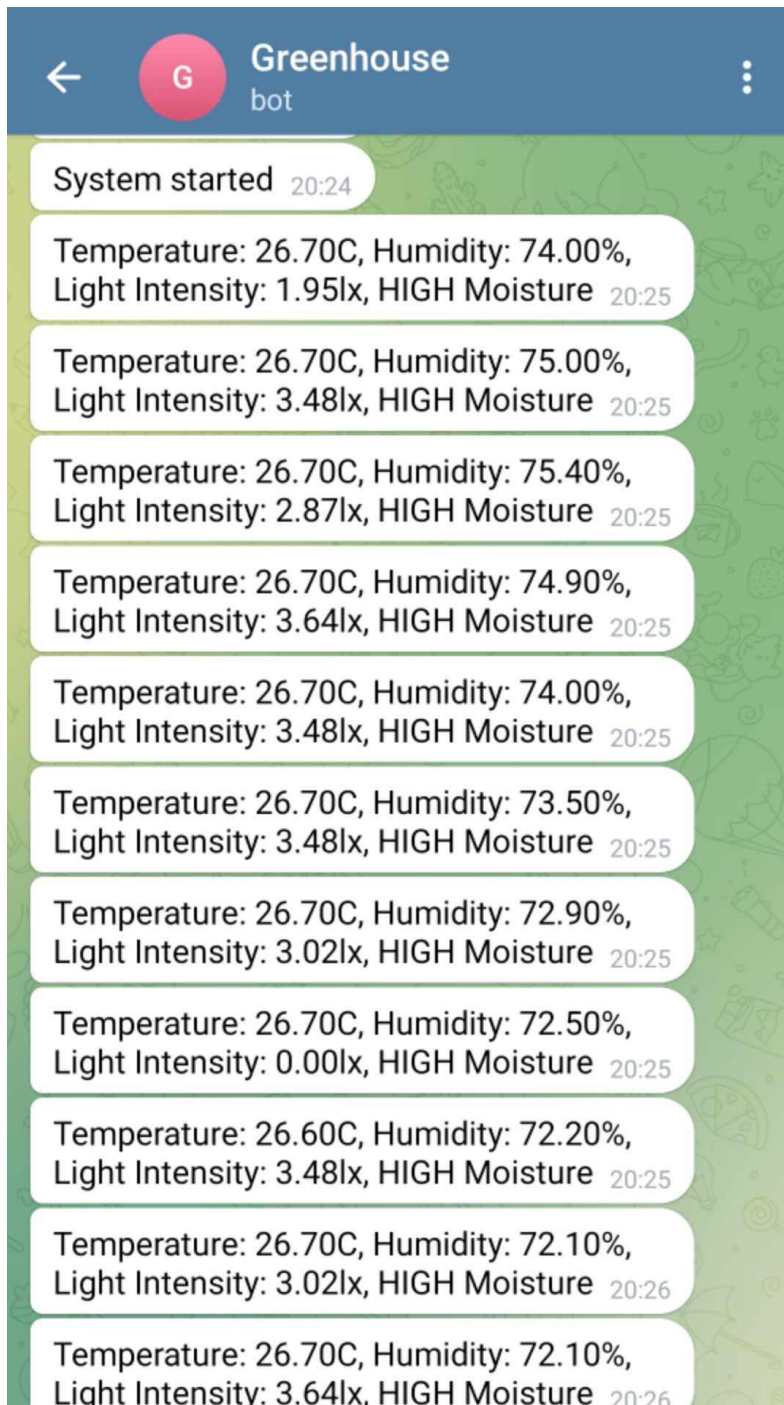 G
Greenhouse
bot
System started 20:24
Temperature: 26.70C, Humidity: 74.00%,
Light Intensity: 1.95lx, HIGH Moisture 20:25
Temperature: 26.70C, Humidity: 75.00%,
Light Intensity: 3.48lx, HIGH Moisture 20:25
Temperature: 26.70C, Humidity: 75.40%,
Light Intensity: 2.87lx, HIGH Moisture 20:25
Temperature: 26.70C, Humidity: 74.90%,
Light Intensity: 3.64lx, HIGH Moisture 20:25
Temperature: 26.70C, Humidity: 74.00%,
Light Intensity: 3.48lx, HIGH Moisture 20:25
Temperature: 26.70C, Humidity: 73.50%,
Light Intensity: 3.48lx, HIGH Moisture 20:25
Temperature: 26.70C, Humidity: 72.90%,
Light Intensity: 3.02lx, HIGH Moisture 20:25
Temperature: 26.70C, Humidity: 72.50%,
Light Intensity: 0.00lx, HIGH Moisture 20:25
Temperature: 26.60C, Humidity: 72.20%,
Light Intensity: 3.48lx, HIGH Moisture 20:25
Temperature: 26.70C, Humidity: 72.10%,
Light Intensity: 3.02lx, HIGH Moisture 20:26
Temperature: 26.70C, Humidity: 72.10%,
Light Intensity: 3.64lx, HIGH Moisture 20:26